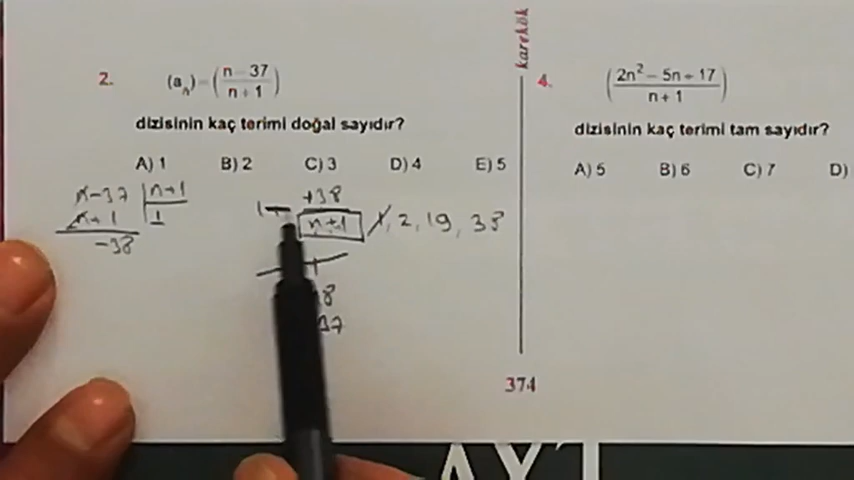 2.
(aₙ) = (n - 37 / n + 1)
dizisinin kaç terimi doğal sayıdır?
A) 1 B) 2 C) 3 D) 4 E) 5
n-37 | n+1
n+1 | 1
-38
1- +38
n+1 1, 2, 19, 38
karekök
4.
(2n² - 5n + 17 / n + 1)
dizisinin kaç terimi tam sayıdır?
A) 5 B) 6 C) 7 D)
374
AYT